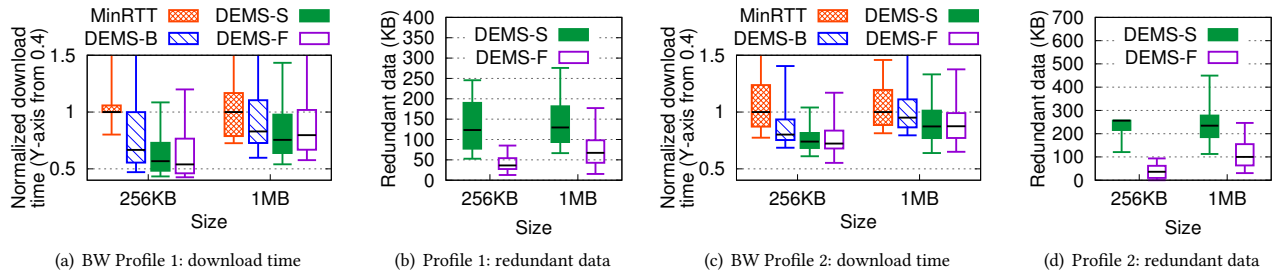 MinRTT
DEMS-B
DEMS-S
DEMS-F
Normalized download
time (Y-axis from 0.4)
1.5
1
0.5
256KB
1MB
Size
(a) BW Profile 1: download time
Redundant data (KB)
400
350
300
250
200
150
100
50
0
DEMS-S
DEMS-F
256KB
1MB
Size
(b) Profile 1: redundant data
MinRTT
DEMS-B
DEMS-S
DEMS-F
Normalized download
time (Y-axis from 0.4)
1.5
1
0.5
256KB
1MB
Size
(c) BW Profile 2: download time
Redundant data (KB)
700
600
500
400
300
200
100
0
DEMS-S
DEMS-F
256KB
1MB
Size
(d) Profile 2: redundant data